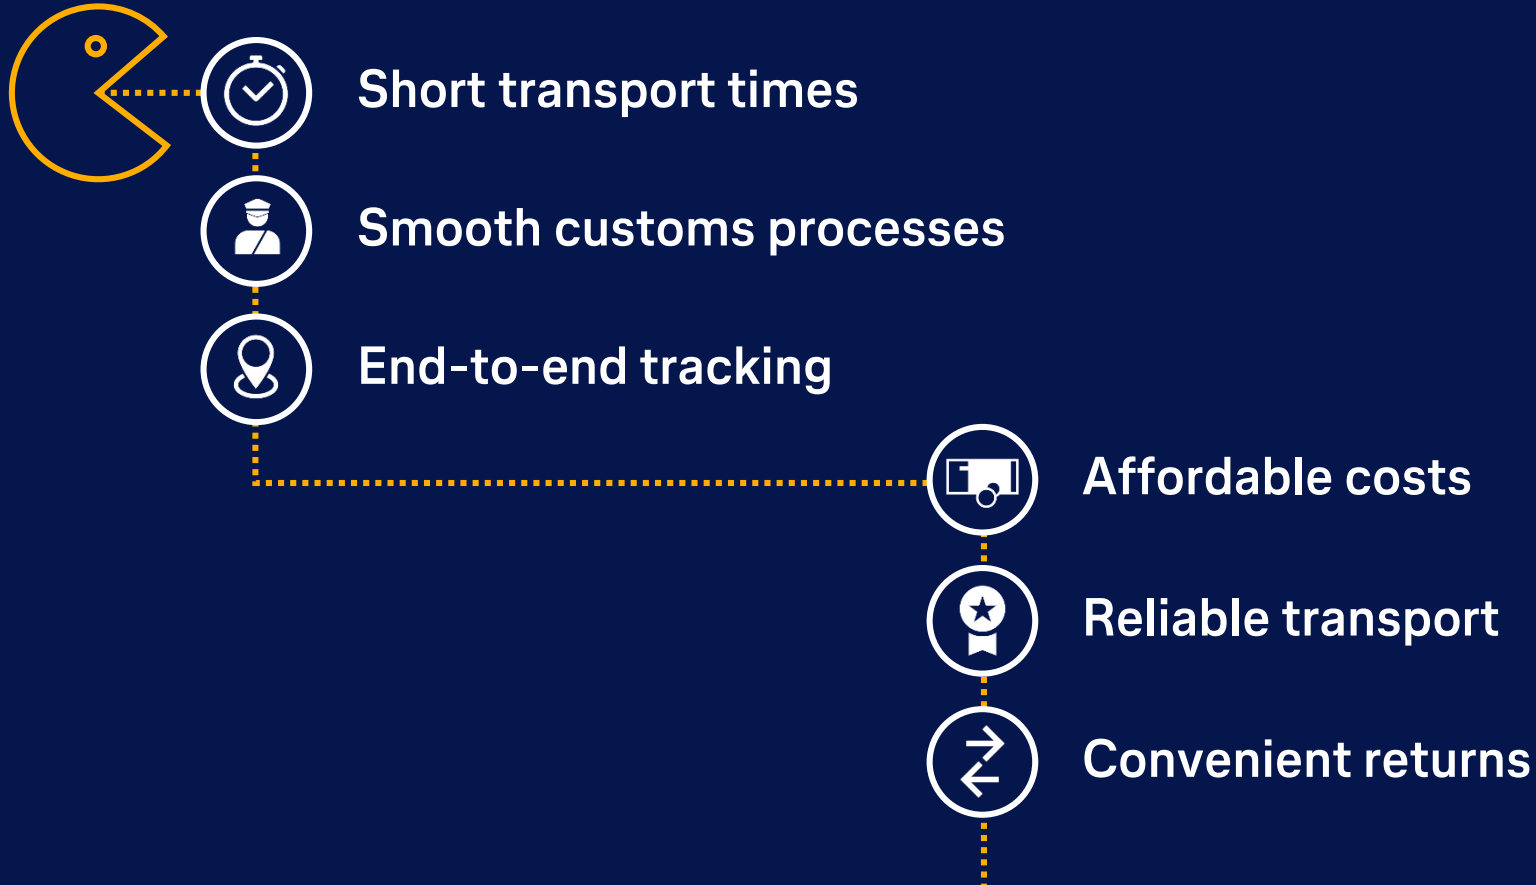 Short transport times
Smooth customs processes
End-to-end tracking
Affordable costs
Reliable transport
Convenient returns